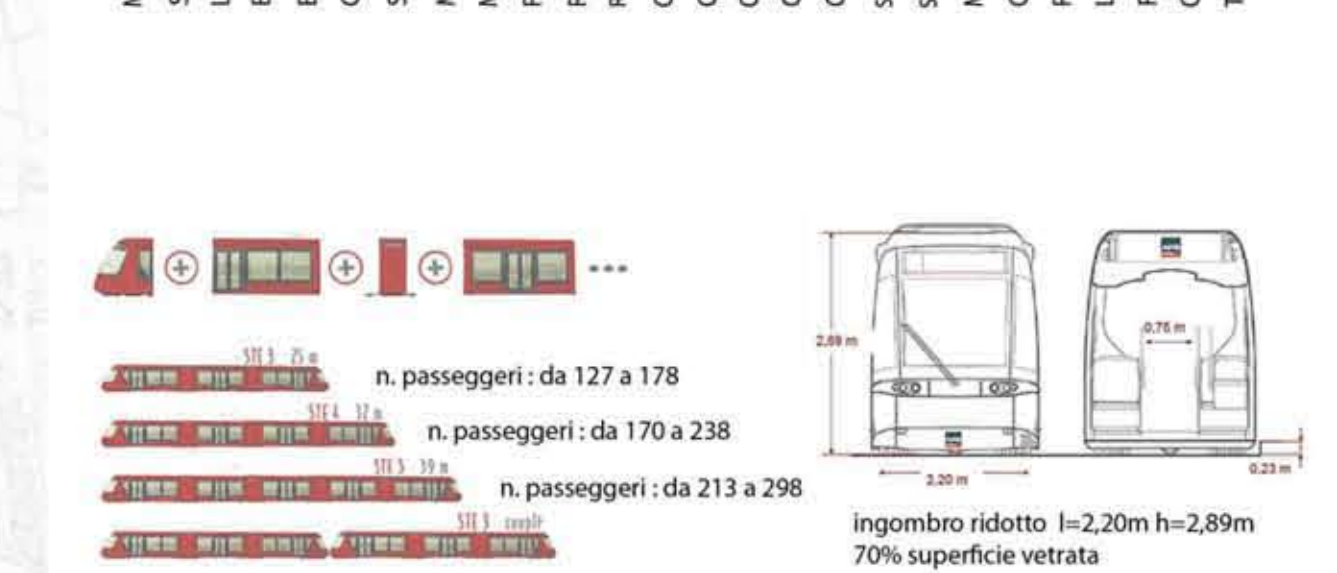 STE 3 25 m
n. passeggeri : da 127 a 178
STE 4 32 m
n. passeggeri : da 170 a 238
STE 5 39 m
n. passeggeri : da 213 a 298
STE 3
2,89 m
0,76 m
2,20 m
0,23 m
ingombro ridotto l=2,20m h=2,89m
70% superficie vetrata